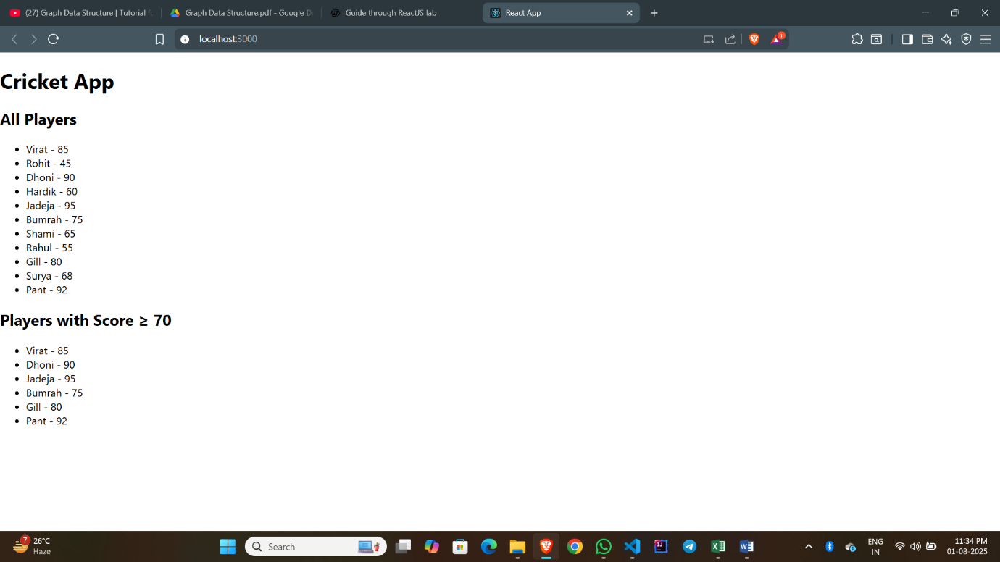 (27) Graph Data Structure | Tutorial fo
Graph Data Structure.pdf - Google Dr
Guide through ReactJS lab
React App
localhost:3000
1
Cricket App
All Players
Virat - 85
Rohit - 45
Dhoni - 90
Hardik - 60
Jadeja - 95
Bumrah - 75
Shami - 65
Rahul - 55
Gill - 80
Surya - 68
Pant - 92
Players with Score ≥ 70
Virat - 85
Dhoni - 90
Jadeja - 95
Bumrah - 75
Gill - 80
Pant - 92
7
26°C
Haze
Search
ENG
IN
11:34 PM
01-08-2025